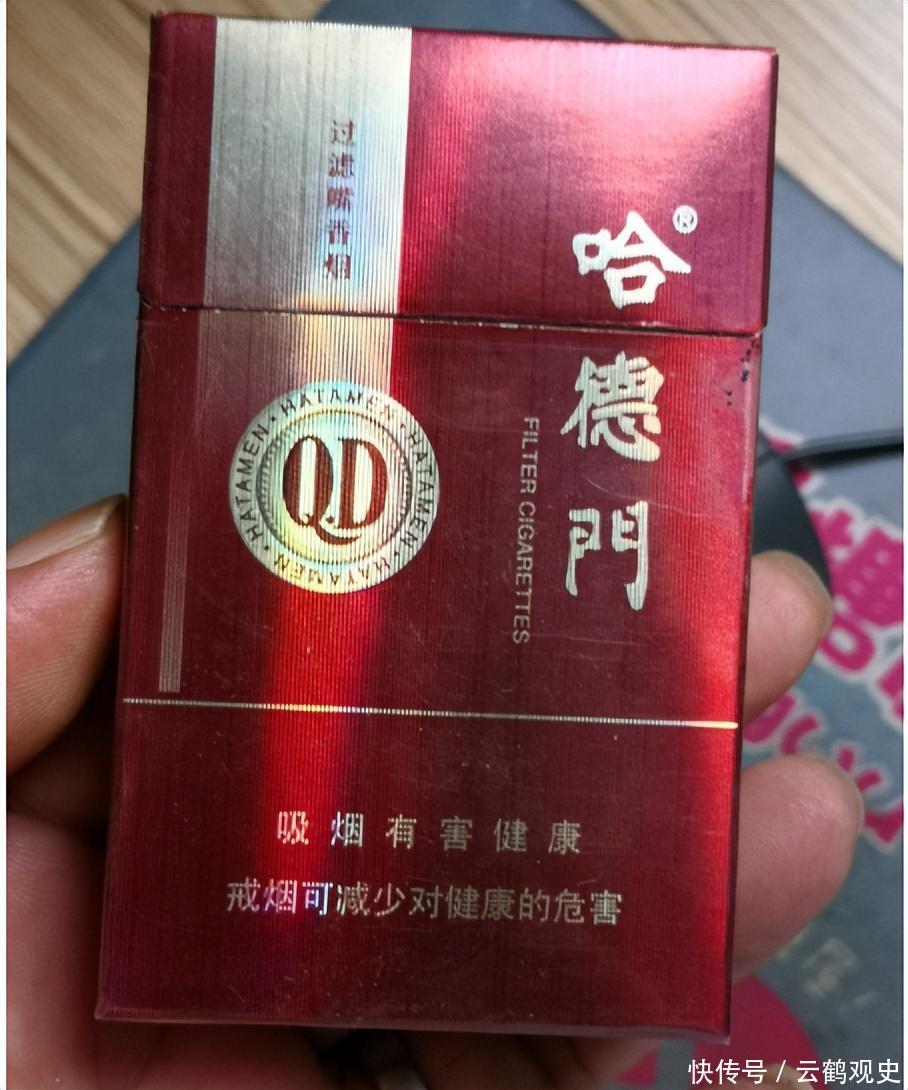 过滤嘴香烟
哈德門®
FILTER CIGARETTES
HATAMEN · HATAMEN · HATAMEN · HATAMEN ·
QD
吸烟有害健康
戒烟可减少对健康的危害
快传号 / 云鹤观史